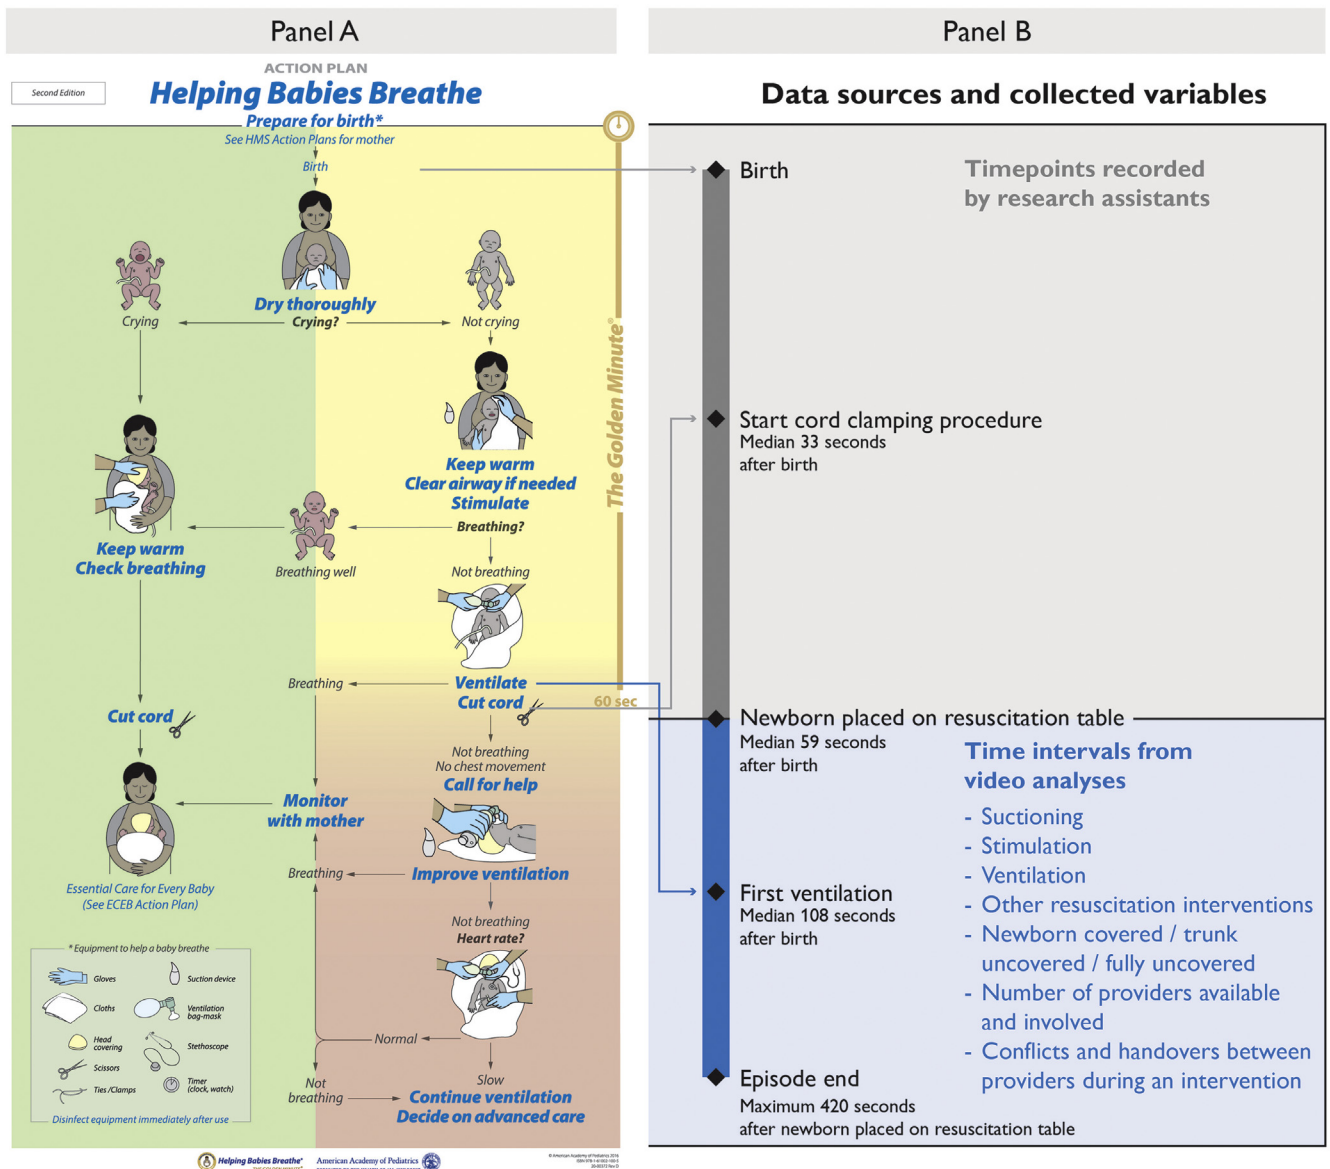 Panel A
ACTION PLAN
Second Edition
Helping Babies Breathe
Prepare for birth*
See HMS Action Plans for mother
Birth
Dry thoroughly
Crying
Crying?
Not crying
The Golden Minute®
Keep warm
Clear airway if needed
Stimulate
Breathing?
Keep warm
Check breathing
Breathing well
Not breathing
Breathing
Ventilate
Cut cord
60 sec
Cut cord
Not breathing
No chest movement
Call for help
Monitor
with mother
Breathing
Improve ventilation
Essential Care for Every Baby
(See ECEB Action Plan)
Not breathing
Heart rate?
* Equipment to help a baby breathe
Gloves
Suction device
Cloths
Ventilation
bag-mask
Head
covering
Stethoscope
Scissors
Ties /Clamps
Timer
(clock, watch)
Disinfect equipment immediately after use
Normal
Slow
Not
breathing
Continue ventilation
Decide on advanced care
Helping Babies Breathe®
THE GOLDEN MINUTE®
American Academy of Pediatrics
© American Academy of Pediatrics 2016
Panel B
Data sources and collected variables
Birth
Timepoints recorded
by research assistants
Start cord clamping procedure
Median 33 seconds
after birth
Newborn placed on resuscitation table
Median 59 seconds
after birth
Time intervals from
video analyses
- Suctioning
- Stimulation
- Ventilation
- Other resuscitation interventions
- Newborn covered / trunk
uncovered / fully uncovered
- Number of providers available
and involved
- Conflicts and handovers between
providers during an intervention
First ventilation
Median 108 seconds
after birth
Episode end
Maximum 420 seconds
after newborn placed on resuscitation table